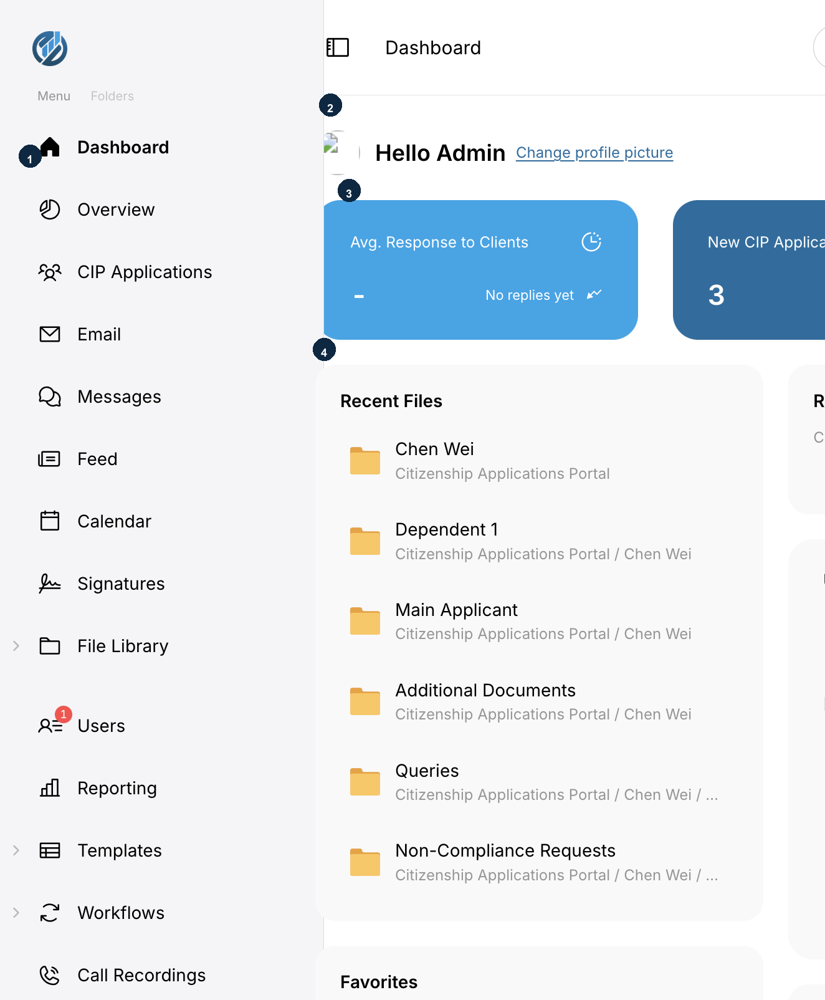 Dashboard
Menu Folders
2
Dashboard
1
Hello Admin Change profile picture
3
Overview
Avg. Response to Clients
New CIP Applica
CIP Applications
-
No replies yet
3
Email
4
Messages
Recent Files
R
Chen Wei
C
Citizenship Applications Portal
Feed
Calendar
Dependent 1
Citizenship Applications Portal / Chen Wei
Signatures
Main Applicant
Citizenship Applications Portal / Chen Wei
File Library
Additional Documents
Citizenship Applications Portal / Chen Wei
1
Users
Queries
Citizenship Applications Portal / Chen Wei / ...
Reporting
Templates
Non-Compliance Requests
Citizenship Applications Portal / Chen Wei / ...
Workflows
Call Recordings
Favorites